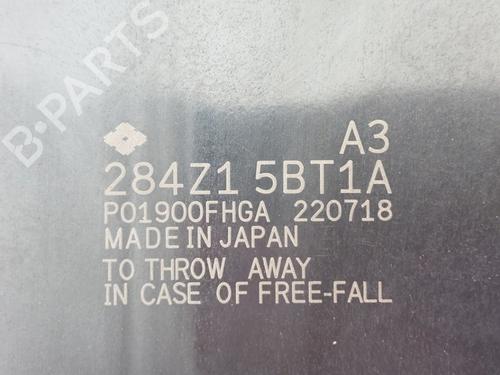 B-PARTS
A3
284Z1 5BT1A
P01900FHGA 220718
MADE IN JAPAN
TO THROW AWAY
IN CASE OF FREE-FALL